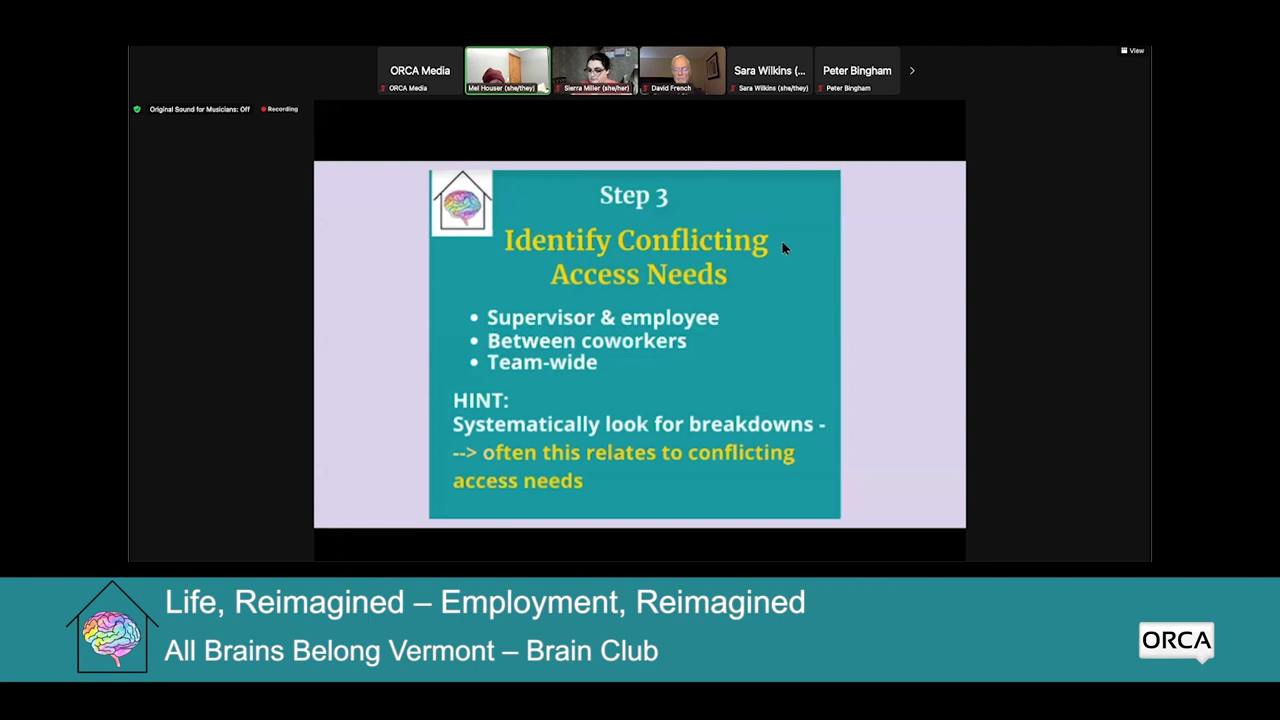 View
ORCA Media
Sara Wilkins (...
Peter Bingham
ORCA Media
Mel Houser (she/they)
Sierra Miller (she/her)
David French
Sara Wilkins (she/they)
Peter Bingham
Original Sound for Musicians: Off
Recording
Step 3
Identify Conflicting
Access Needs
• Supervisor & employee
• Between coworkers
• Team-wide
HINT:
Systematically look for breakdowns -
--> often this relates to conflicting
access needs
Life, Reimagined – Employment, Reimagined
All Brains Belong Vermont – Brain Club
ORCA